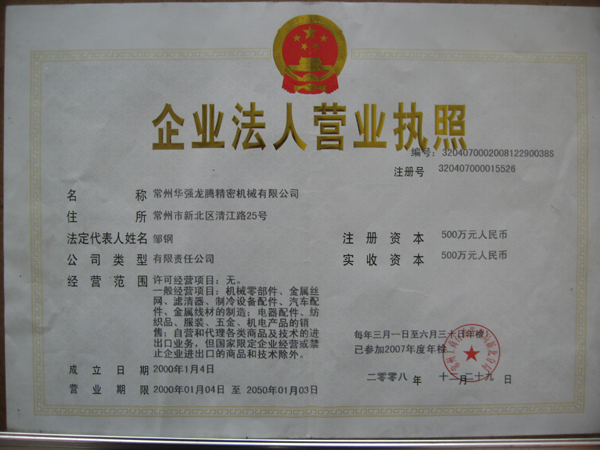 企业法人营业执照
编号: 320407000200812290038S
注册号 320407000015526
名 称 常州华强龙腾精密机械有限公司
住 所 常州市新北区清江路25号
法定代表人姓名 邹钢
注 册 资 本 500万元人民币
公 司 类 型 有限责任公司
实 收 资 本 500万元人民币
经 营 范 围 许可经营项目: 无。
一般经营项目: 机械零部件、金属丝
网、滤清器、制冷设备配件、汽车配
件、金属线材的制造; 电器配件、纺
织品、服装、五金、机电产品的销
售; 自营和代理各类商品及技术的进
出口业务, 但国家限定企业经营或禁
止企业进出口的商品和技术除外。
每年三月一日至六月三十日年检
已参加2007年度年检
成 立 日 期 2000年1月4日
二零零八 年 十二 月 二十九 日
营 业 期 限 2000年01月04日 至 2050年01月03日